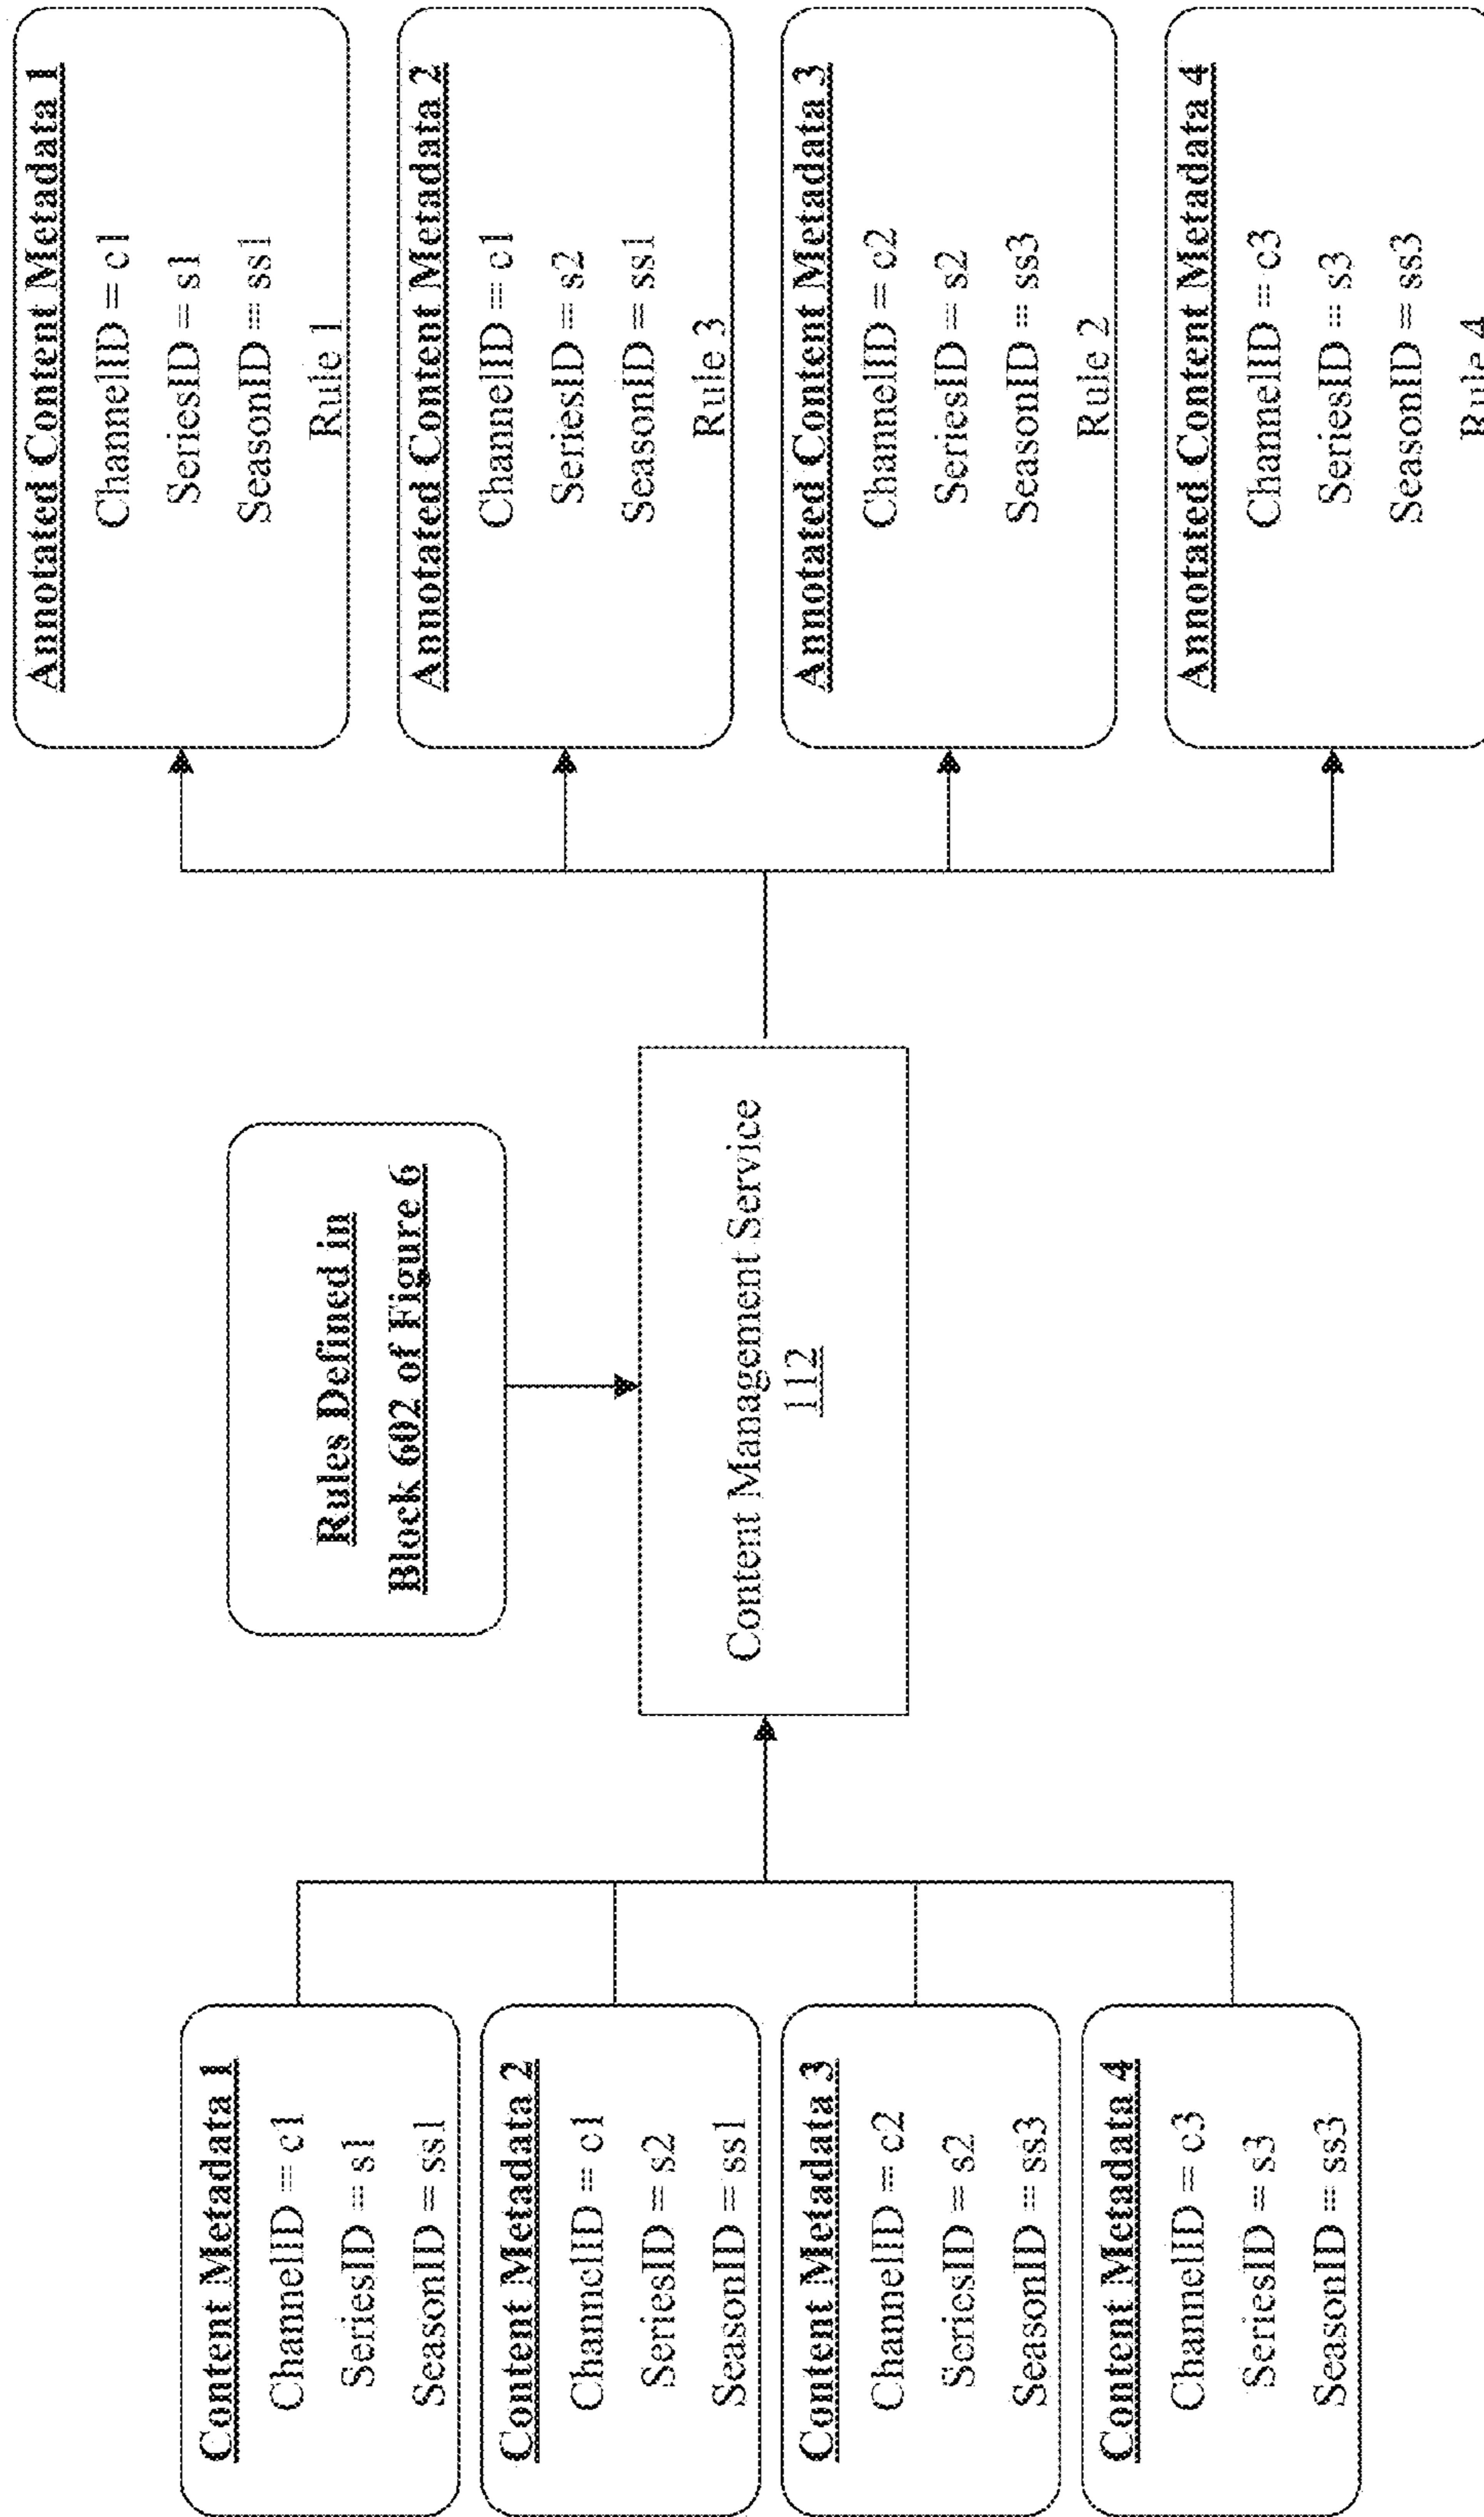 Content Metadata 1
ChannelID = c1
SeriesID = s1
SeasonID = ss1
Content Metadata 2
ChannelID = c1
SeriesID = s2
SeasonID = ss1
Content Metadata 3
ChannelID = c2
SeriesID = s2
SeasonID = ss3
Content Metadata 4
ChannelID = c3
SeriesID = s3
SeasonID = ss3
Rules Defined in
Block 602 of Figure 6
Content Management Service
112
Annotated Content Metadata 1
ChannelID = c1
SeriesID = s1
SeasonID = ss1
Rule 1
Annotated Content Metadata 2
ChannelID = c1
SeriesID = s2
SeasonID = ss1
Rule 3
Annotated Content Metadata 3
ChannelID = c2
SeriesID = s2
SeasonID = ss3
Rule 2
Annotated Content Metadata 4
ChannelID = c3
SeriesID = s3
SeasonID = ss3
Rule 4